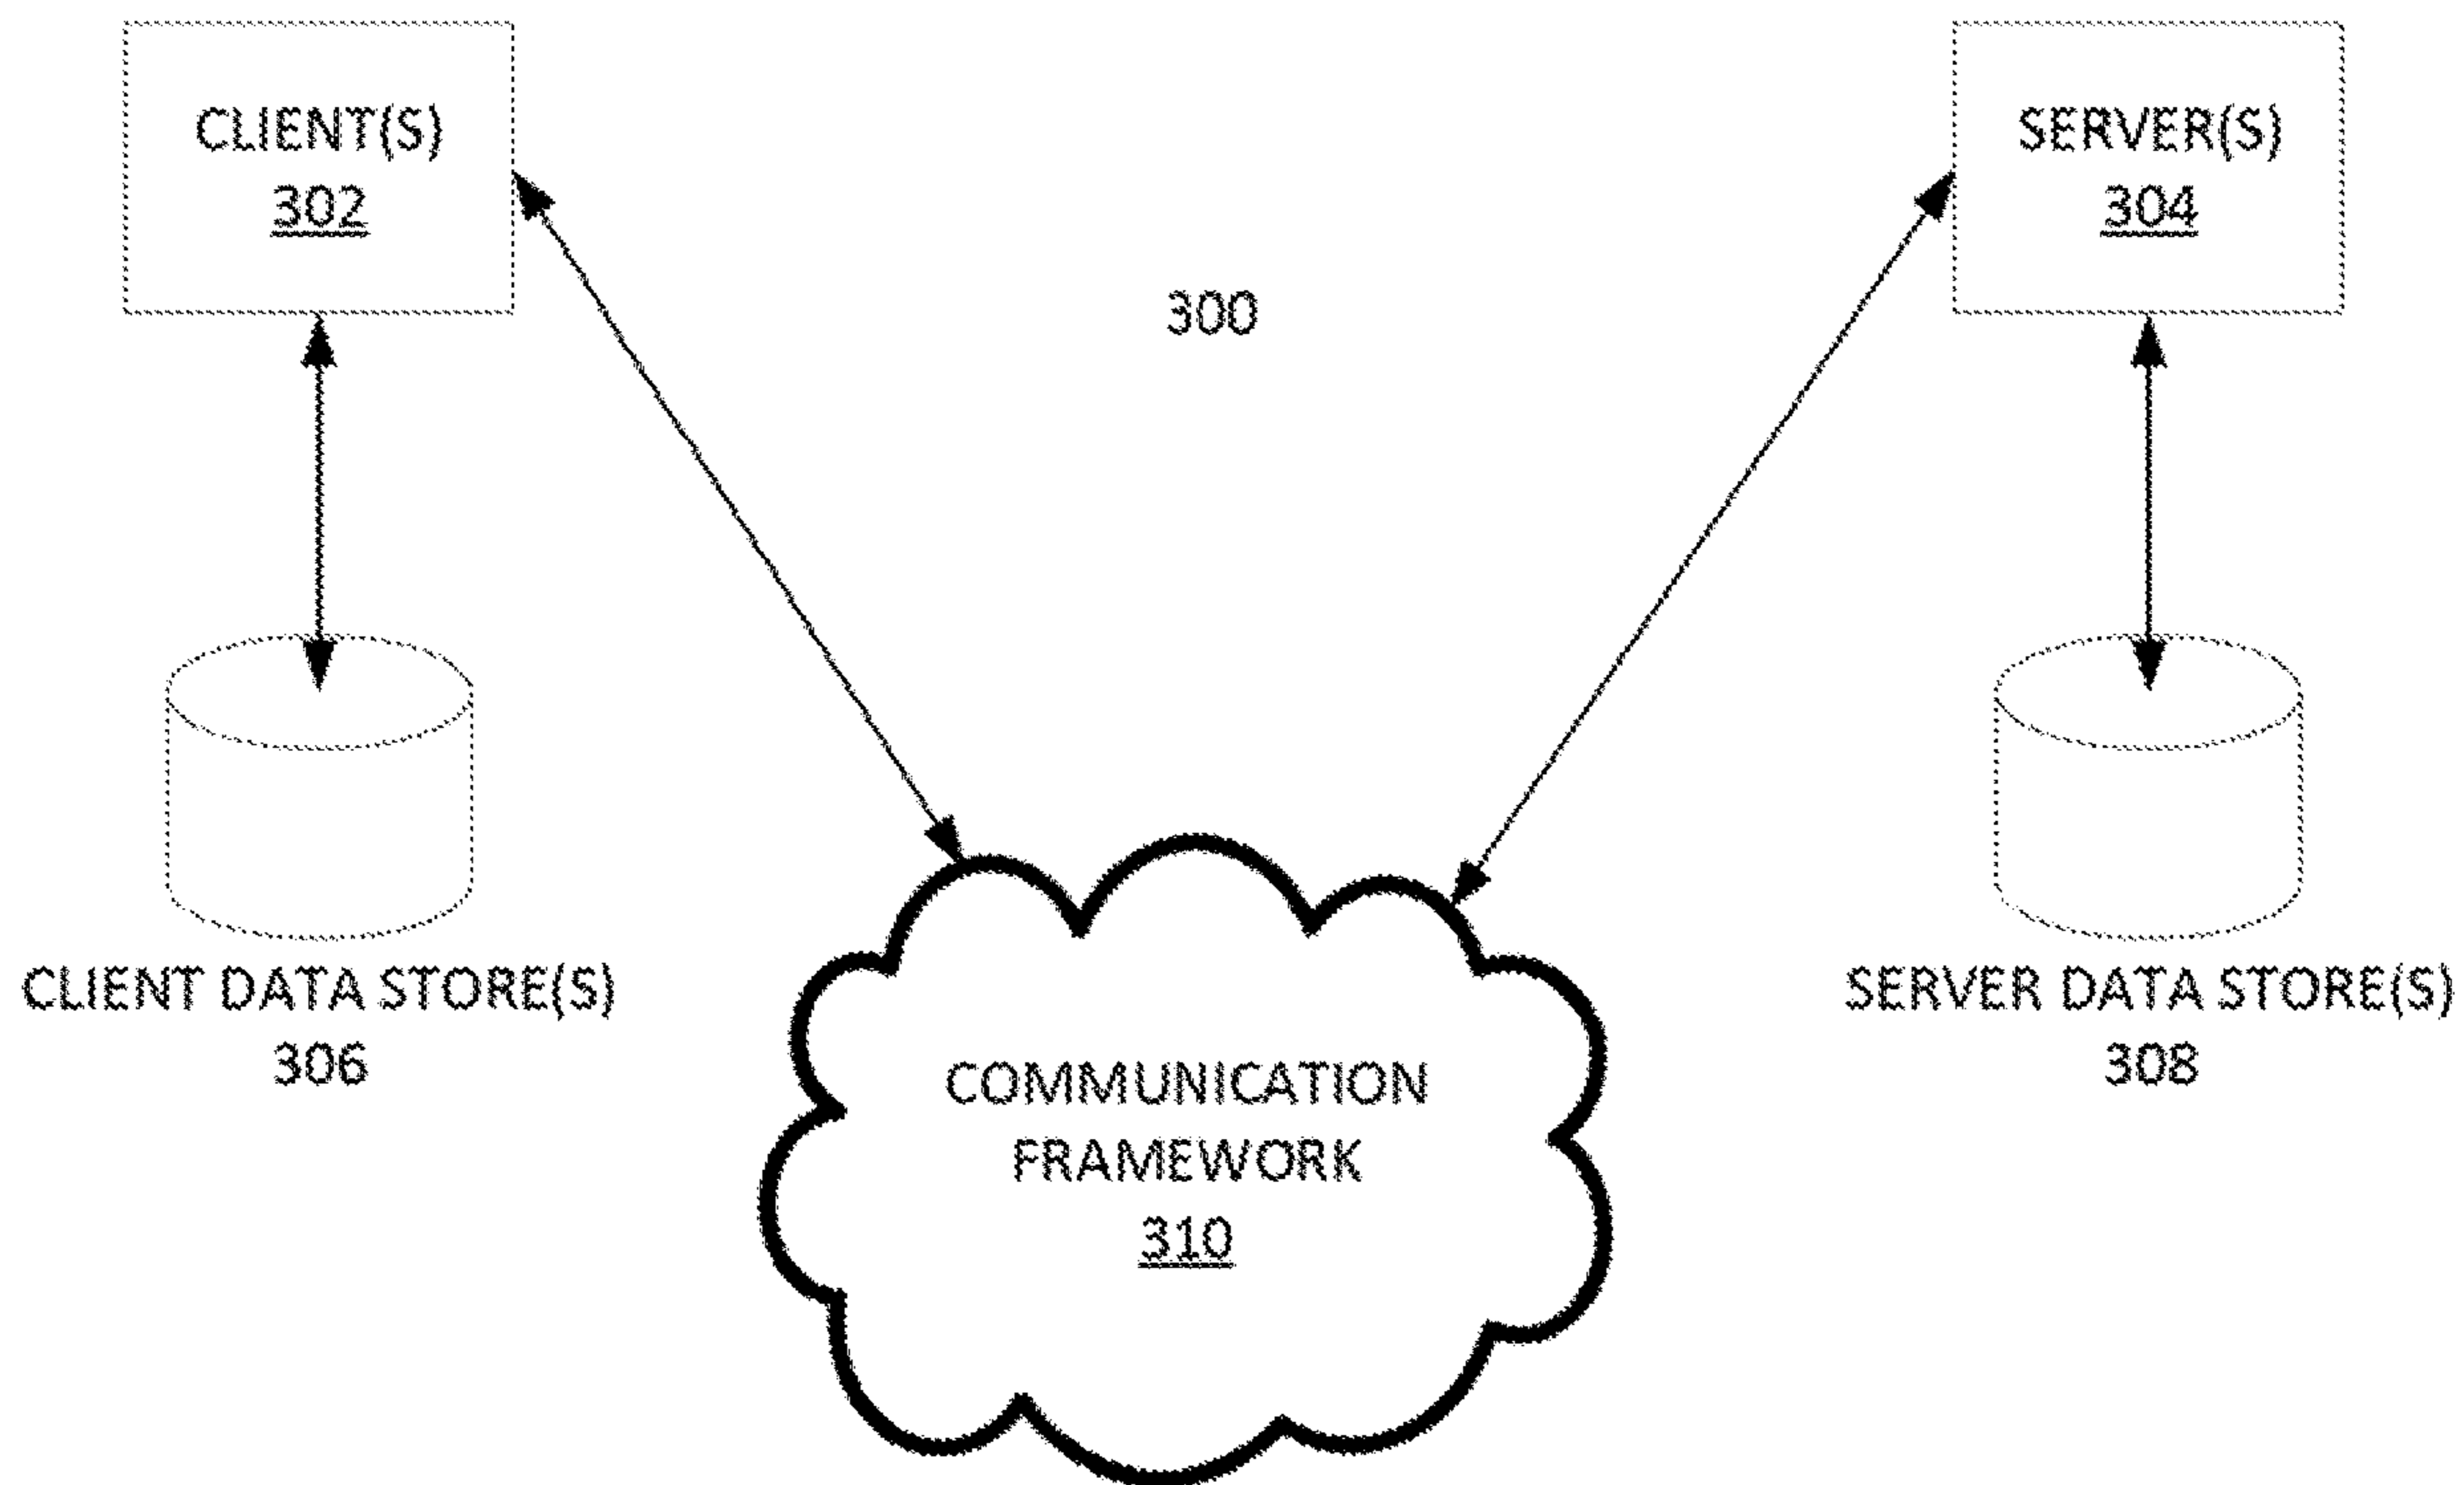 CLIENT(S)
302
SERVER(S)
304
300
CLIENT DATA STORE(S)
306
SERVER DATA STORE(S)
308
COMMUNICATION
FRAMEWORK
310